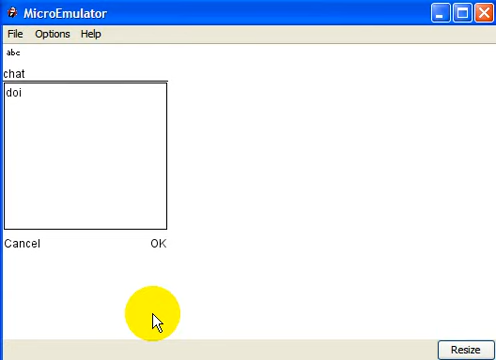 MicroEmulator
File Options Help
abc
chat
doi
Cancel OK
Resize